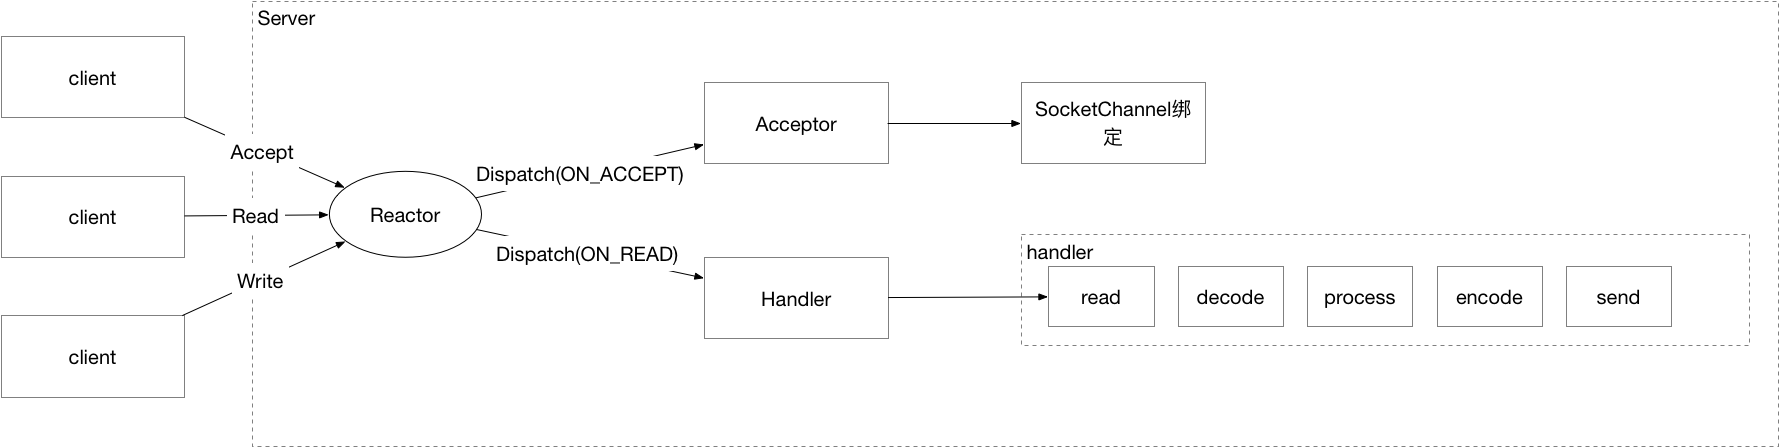 Server
client
client
client
Accept
Read
Write
Reactor
Dispatch(ON_ACCEPT)
Dispatch(ON_READ)
Acceptor
SocketChannel绑
定
Handler
handler
read
decode
process
encode
send